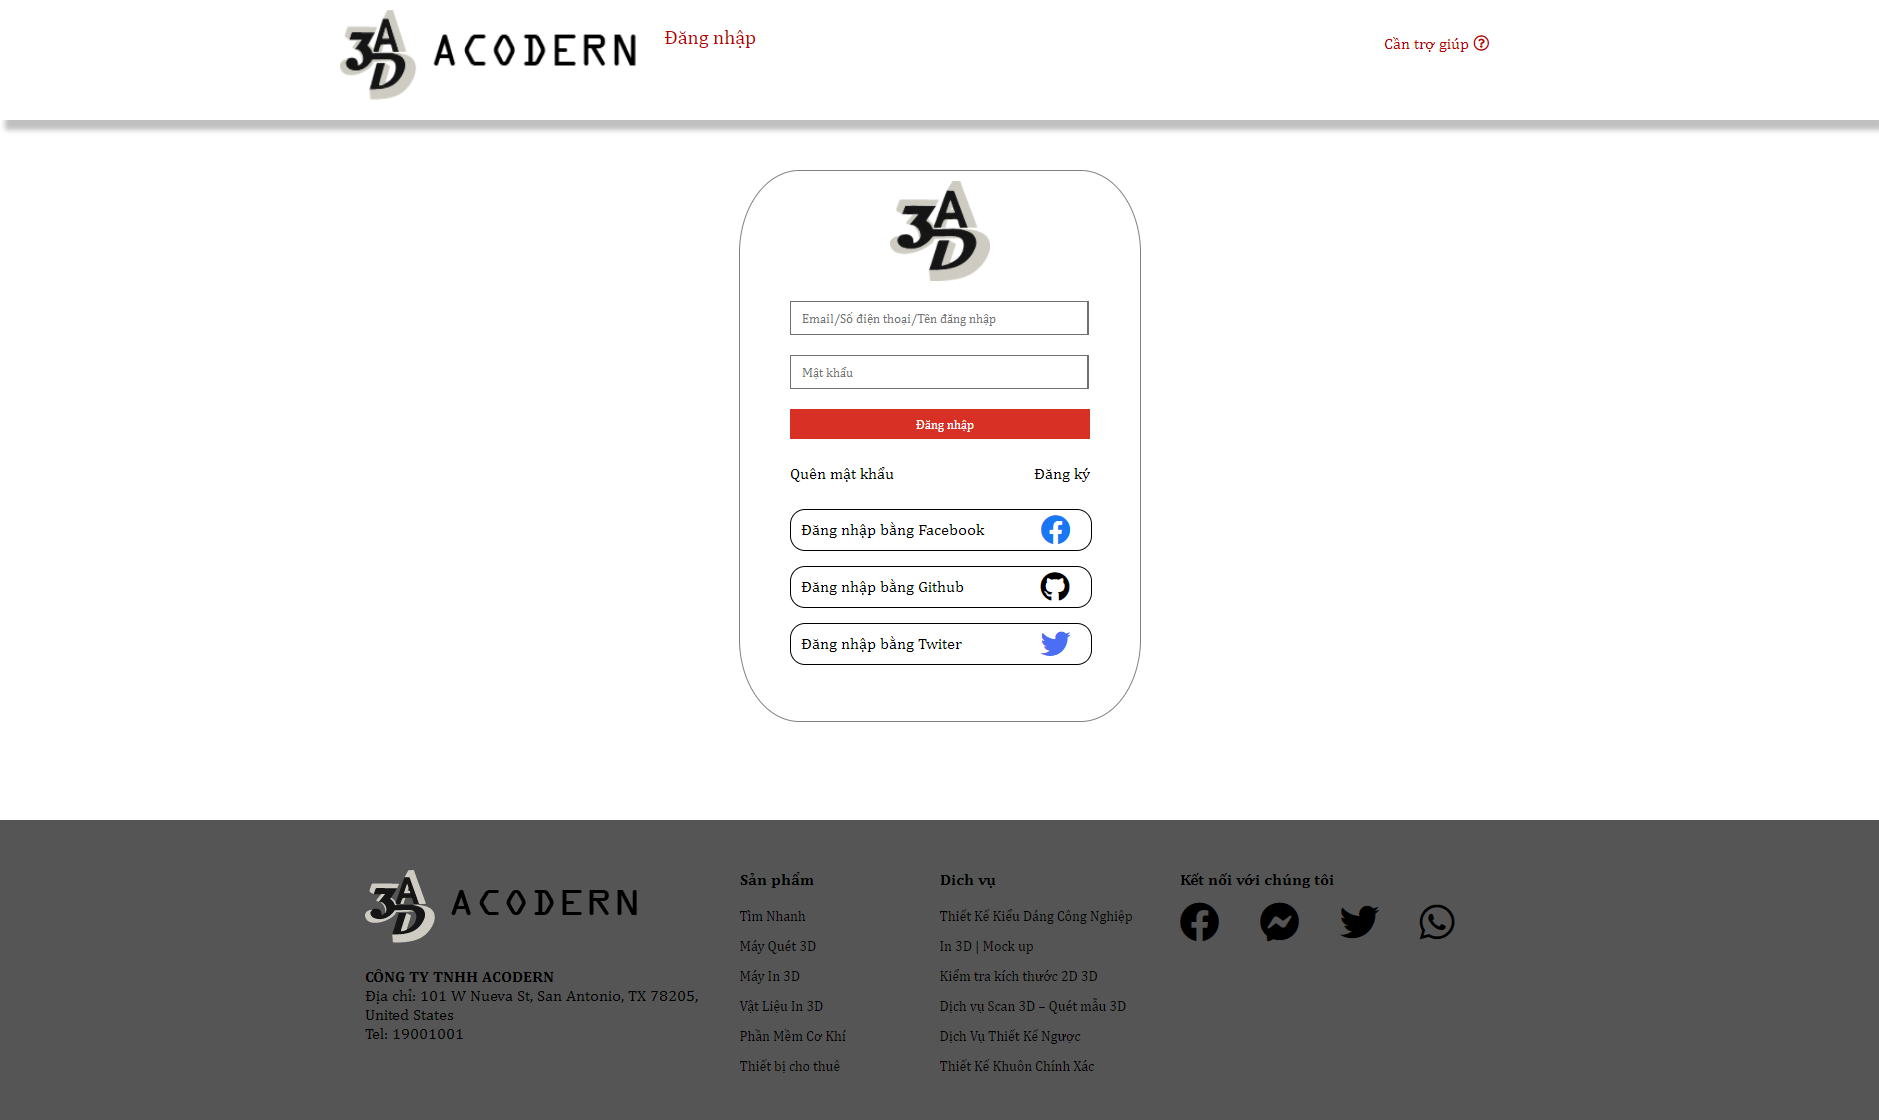 3AD ACODERN
Đăng nhập
Cần trợ giúp
3AD
Email/Số điện thoại/Tên đăng nhập
Mật khẩu
Đăng nhập
Quên mật khẩu
Đăng ký
Đăng nhập bằng Facebook
Đăng nhập bằng Github
Đăng nhập bằng Twiter
3AD ACODERN
CÔNG TY TNHH ACODERN
Địa chỉ: 101 W Nueva St, San Antonio, TX 78205,
United States
Tel: 19001001
Sản phẩm
Tìm Nhanh
Máy Quét 3D
Máy In 3D
Vật Liệu In 3D
Phần Mềm Cơ Khí
Thiết bị cho thuê
Dich vụ
Thiết Kế Kiểu Dáng Công Nghiệp
In 3D | Mock up
Kiểm tra kích thước 2D 3D
Dịch vụ Scan 3D – Quét mẫu 3D
Dịch Vụ Thiết Kế Ngược
Thiết Kế Khuôn Chính Xác
Kết nối với chúng tôi